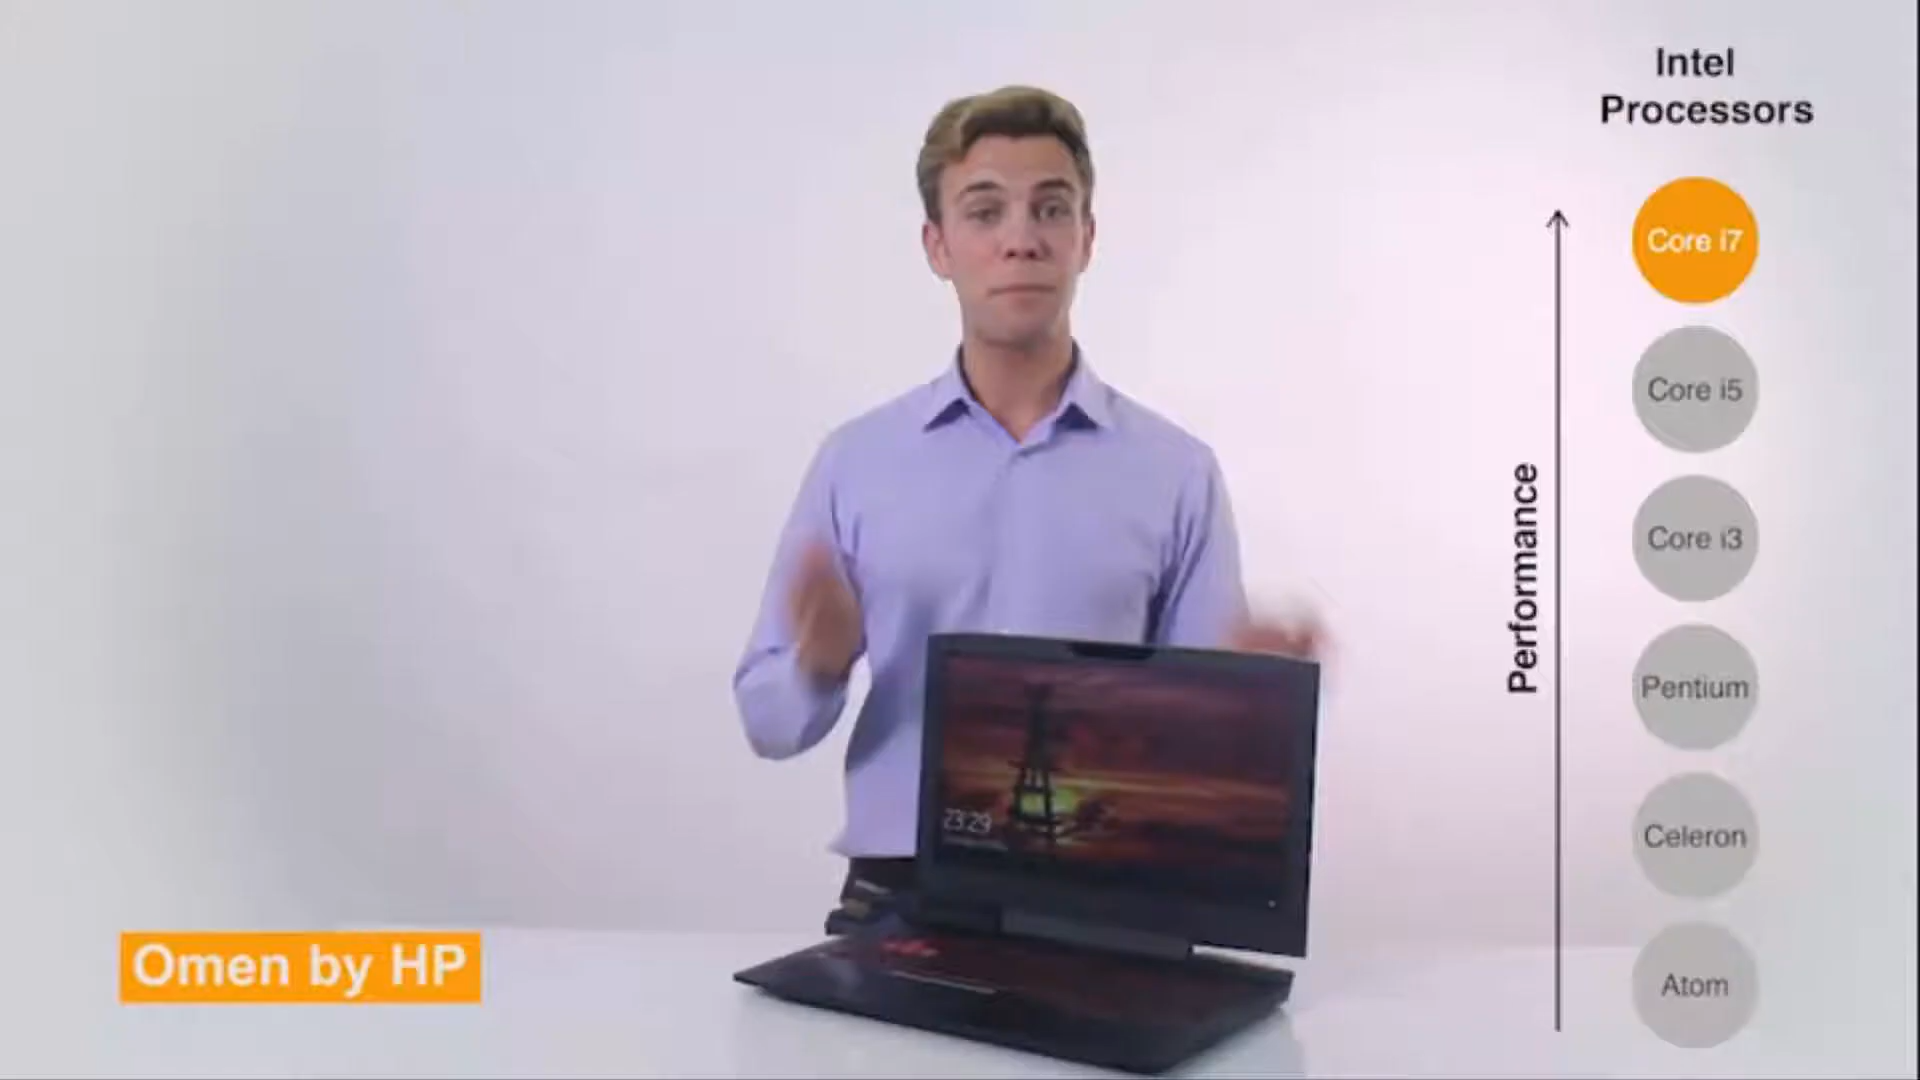 Intel
Processors
Core i7
Core i5
Core i3
Pentium
Celeron
Atom
Performance
23:29
Omen by HP